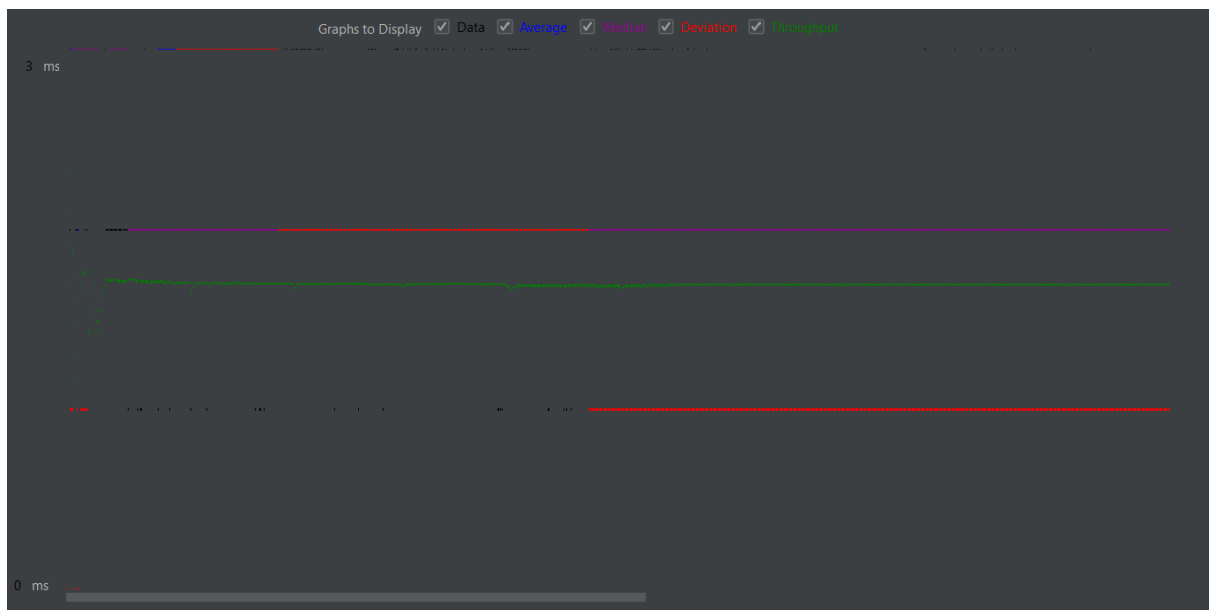 Graphs to Display Data Average Median Deviation Throughput
3 ms
0 ms